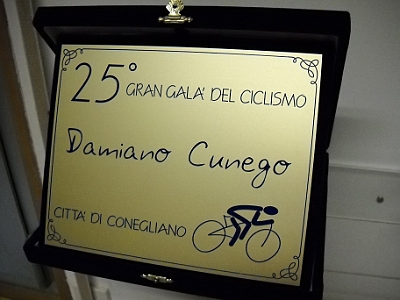 25° GRAN GALA' DEL CICLISMO
Damiano Cunego
CITTA' DI CONEGLIANO